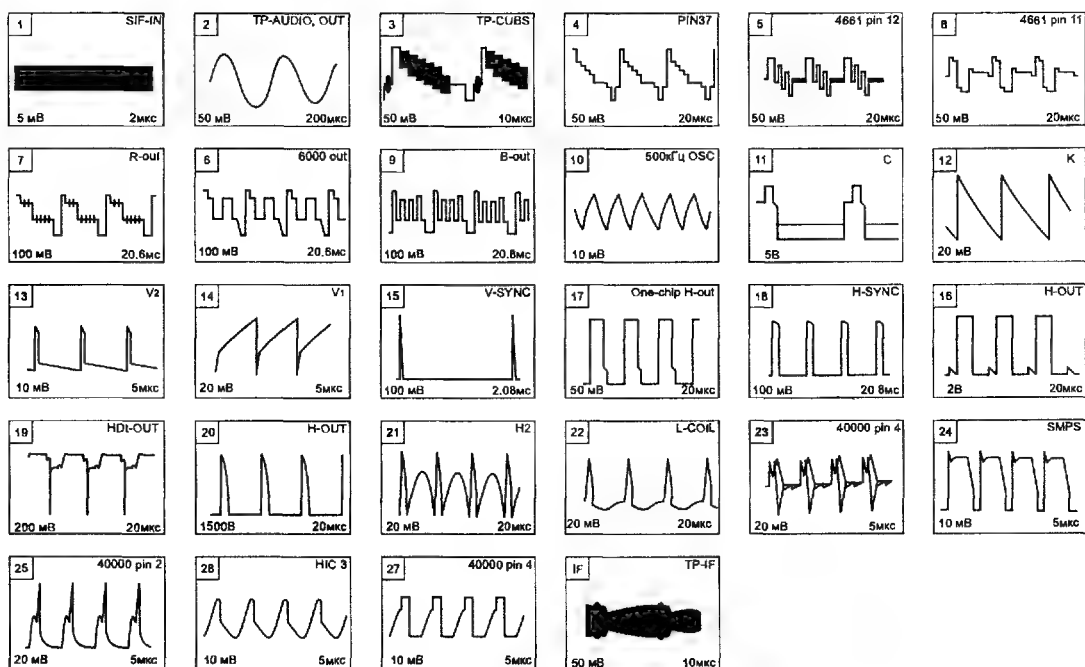 1 SIF-IN
5 мВ 2мкс
2 TP-AUDIO, OUT
50 мВ 200мкс
3 TP-CUBS
50 мВ 10мкс
4 PIN37
50 мВ 20мкс
5 4661 pin 12
50 мВ 20мкс
8 4661 pin 11
50 мВ 20мкс
7 R-out
100 мВ 20.6мс
6 6000 out
100 мВ 20.6мс
9 B-out
100 мВ 20.8мс
10 500кГц OSC
10 мВ
11 C
5В
12 K
20 мВ
13 V2
10 мВ 5мкс
14 V1
20 мВ 5мкс
15 V-SYNC
100 мВ 2.08мс
17 One-chip H-out
50 мВ 20мкс
18 H-SYNC
100 мВ 20 8мс
16 H-OUT
2В 20мкс
19 HDt-OUT
200 мВ 20мкс
20 H-OUT
1500В 20мкс
21 H2
20 мВ 20мкс
22 L-COIL
20 мВ 20мкс
23 40000 pin 4
20 мВ 5мкс
24 SMPS
10 мВ 5мкс
25 40000 pin 2
20 мВ 5мкс
28 HIC 3
10 мВ 5мкс
27 40000 pin 4
10 мВ 5мкс
IF TP-IF
50 мВ 10мкс